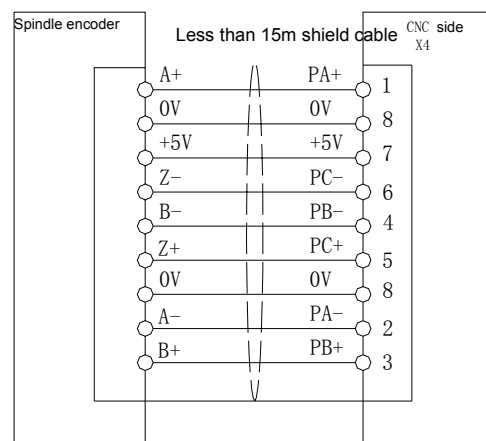 Spindle encoder
Less than 15m shield cable
CNC side
X4
A+ PA+ 1
0V 0V 8
+5V +5V 7
Z- PC- 6
B- PB- 4
Z+ PC+ 5
0V 0V 8
A- PA- 2
B+ PB+ 3